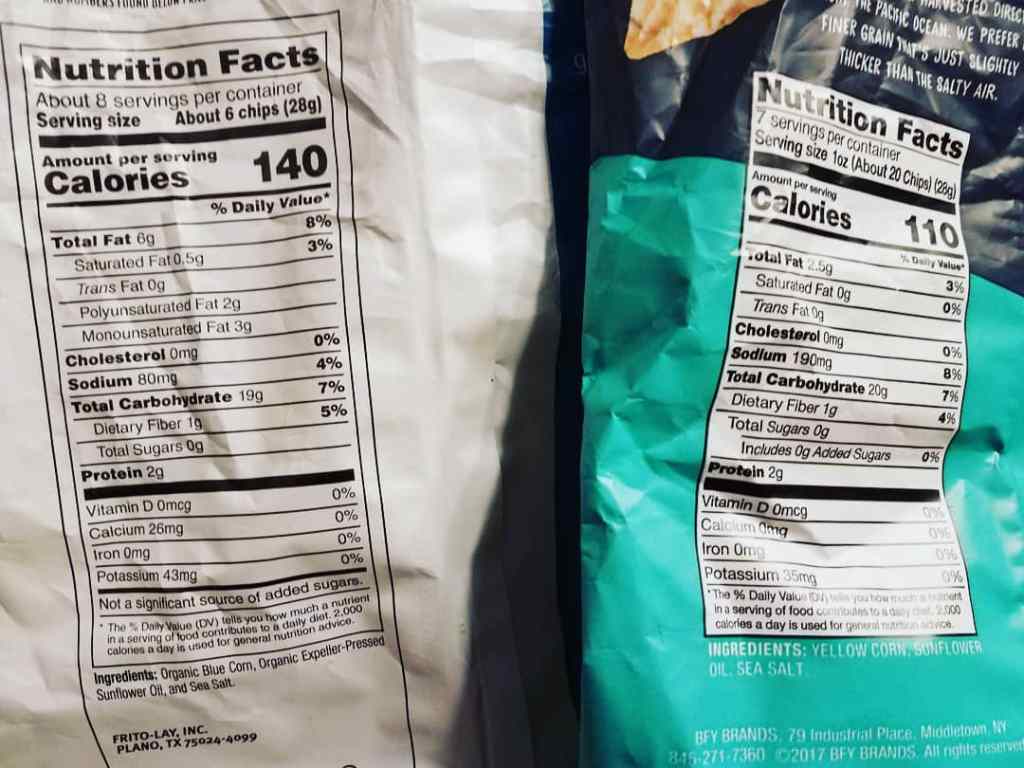 NUMBERS FOUND BELOW
Nutrition Facts
About 8 servings per container
Serving size About 6 chips (28g)
Amount per serving
Calories 140
% Daily Value*
Total Fat 6g 8%
Saturated Fat 0.5g 3%
Trans Fat 0g
Polyunsaturated Fat 2g
Monounsaturated Fat 3g
Cholesterol 0mg 0%
Sodium 80mg 4%
Total Carbohydrate 19g 7%
Dietary Fiber 1g 5%
Total Sugars 0g
Protein 2g
Vitamin D 0mcg 0%
Calcium 26mg 0%
Iron 0mg 0%
Potassium 43mg 0%
Not a significant source of added sugars.
* The % Daily Value (DV) tells you how much a nutrient
in a serving of food contributes to a daily diet. 2,000
calories a day is used for general nutrition advice.
Ingredients: Organic Blue Corn, Organic Expeller-Pressed
Sunflower Oil, and Sea Salt.
FRITO-LAY, INC.
PLANO, TX 75024-4099
HARVESTED DIREC
THE PACIFIC OCEAN. WE PREFER
FINER GRAIN THAT'S JUST SLIGHTLY
THICKER THAN THE SALTY AIR.
Nutrition Facts
7 servings per container
Serving size 1oz (About 20 Chips) (28g)
Amount per serving
Calories 110
% Daily Value*
Total Fat 2.5g 3%
Saturated Fat 0g 0%
Trans Fat 0g
Cholesterol 0mg 0%
Sodium 190mg 8%
Total Carbohydrate 20g 7%
Dietary Fiber 1g 4%
Total Sugars 0g
Includes 0g Added Sugars 0%
Protein 2g
Vitamin D 0mcg 0%
Calcium 0mg 0%
Iron 0mg 0%
Potassium 35mg 0%
*The % Daily Value (DV) tells you how much a nutrient
in a serving of food contributes to a daily diet. 2,000
calories a day is used for general nutrition advice.
INGREDIENTS: YELLOW CORN, SUNFLOWER
OIL, SEA SALT.
BFY BRANDS, 79 Industrial Place, Middletown, NY
845-271-7360 ©2017 BFY BRANDS. All rights reserved